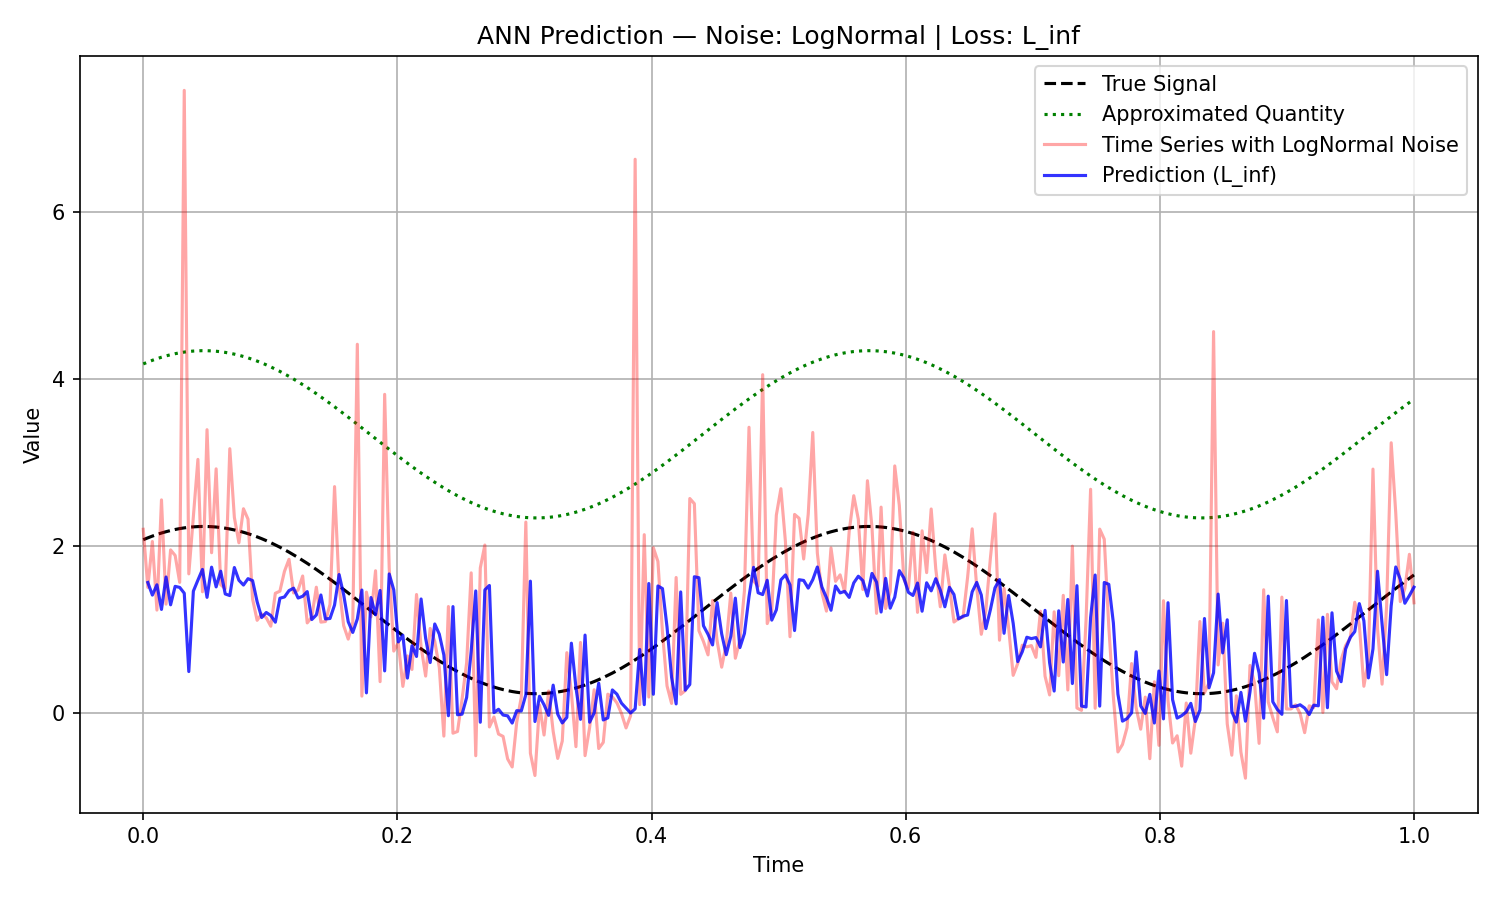 ANN Prediction — Noise: LogNormal | Loss: L_inf
True Signal
Approximated Quantity
Time Series with LogNormal Noise
Prediction (L_inf)
Value
6
4
2
0
0.0 0.2 0.4 0.6 0.8 1.0
Time